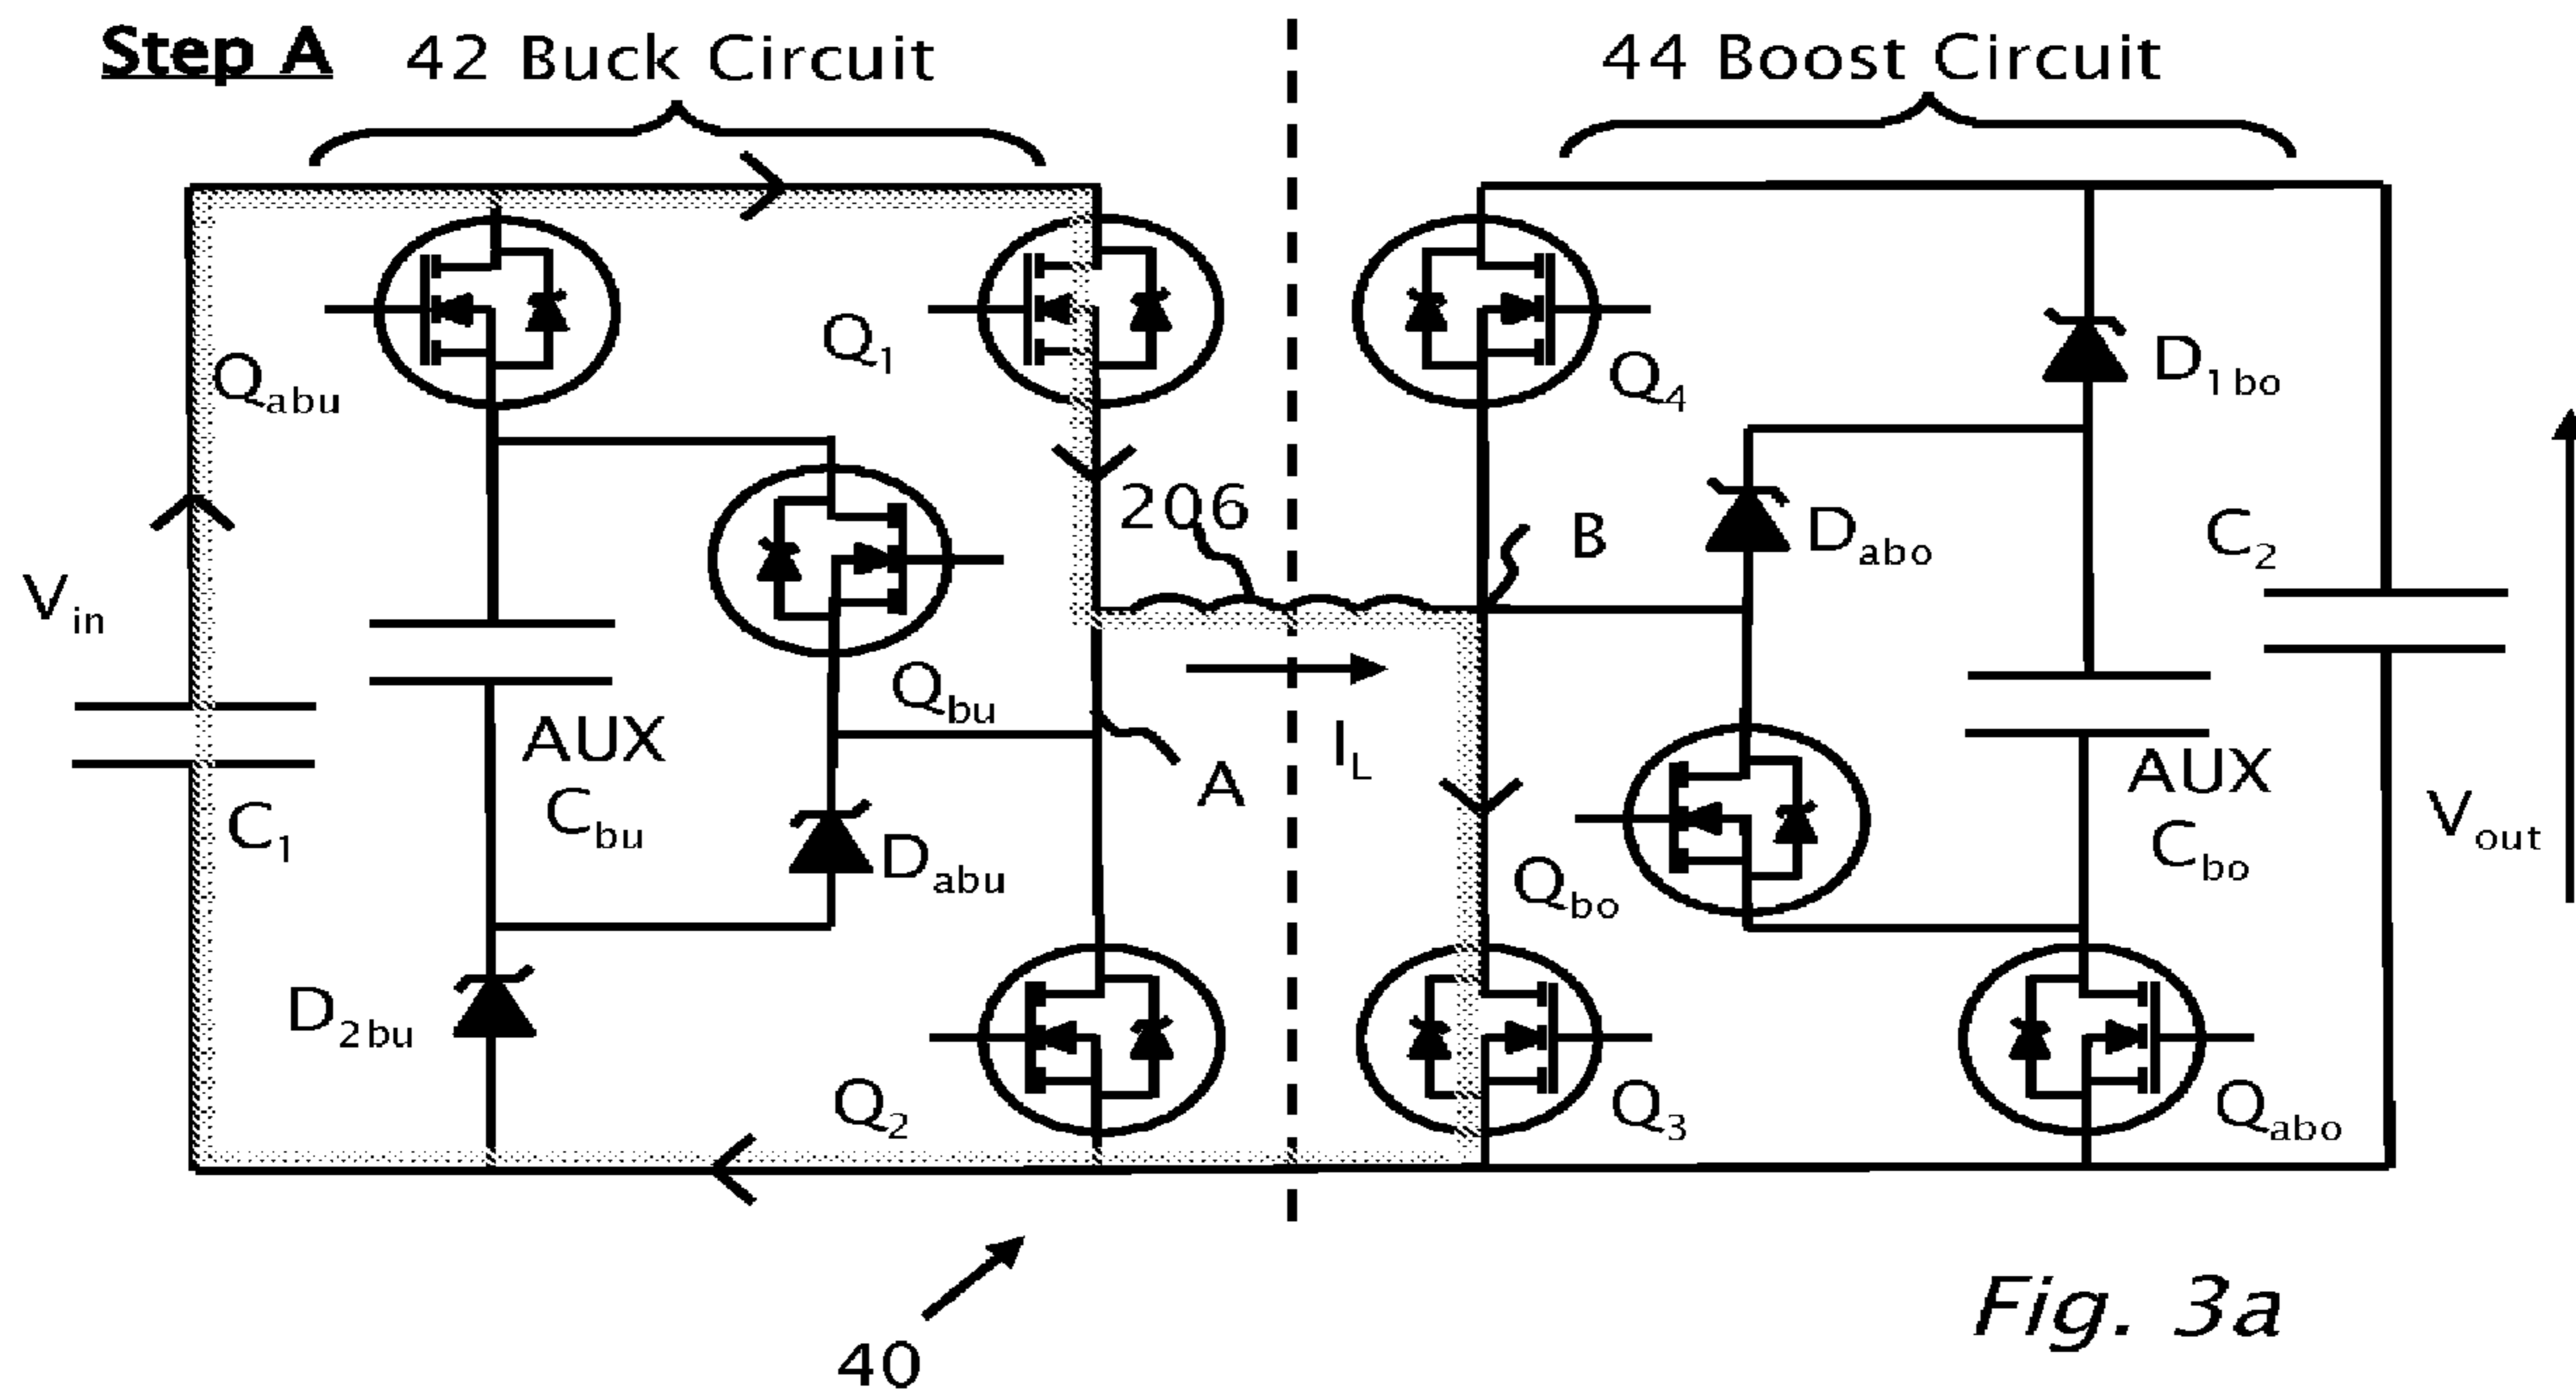 Step A
42 Buck Circuit
44 Boost Circuit
Qabu
Q1
Q4
D1bo
206
B
Dabo
C2
Vin
Qbu
AUX
Cbu
A
IL
AUX
Cbo
Vout
C1
Dabu
Qbo
D2bu
Q2
Q3
Qabo
40
Fig. 3a